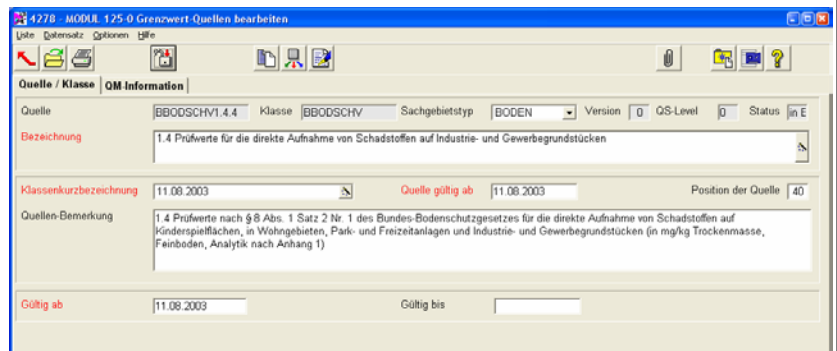 4278 - MODUL 125-0 Grenzwert-Quellen bearbeiten
Liste Datensatz Optionen Hilfe
Quelle / Klasse QM-Information
Quelle BBODSCHV1.4.4 Klasse BBODSCHV Sachgebietstyp BODEN Version 0 QS-Level 0 Status in E
Bezeichnung 1.4 Prüfwerte für die direkte Aufnahme von Schadstoffen auf Industrie- und Gewerbegrundstücken
Klassenkurzbezeichnung 11.08.2003 Quelle gültig ab 11.08.2003 Position der Quelle 40
Quellen-Bemerkung 1.4 Prüfwerte nach § 8 Abs. 1 Satz 2 Nr. 1 des Bundes-Bodenschutzgesetzes für die direkte Aufnahme von Schadstoffen auf
Kinderspielflächen, in Wohngebieten, Park- und Freizeitanlagen und Industrie- und Gewerbegrundstücken (in mg/kg Trockenmasse,
Feinboden, Analytik nach Anhang 1)
Gültig ab 11.08.2003 Gültig bis